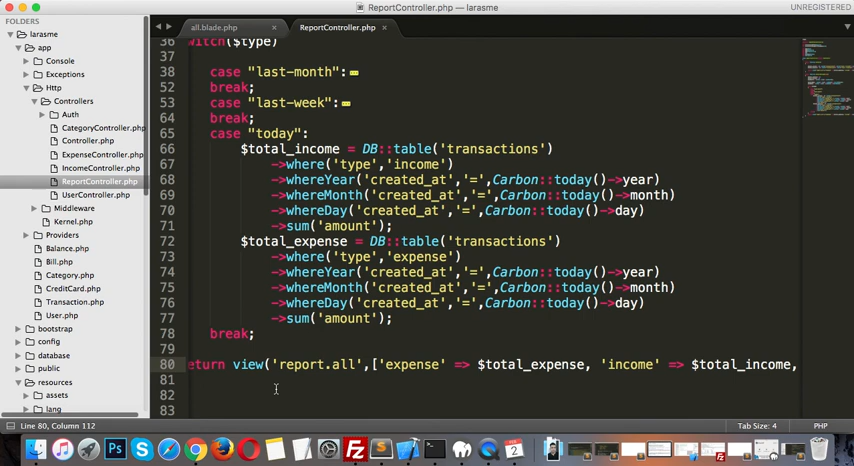 ReportController.php — larasme
UNREGISTERED
FOLDERS
larasme
app
Console
Exceptions
Http
Controllers
Auth
CategoryController.php
Controller.php
ExpenseController.php
IncomeController.php
ReportController.php
UserController.php
Middleware
Kernel.php
Providers
Balance.php
Bill.php
Category.php
CreditCard.php
Transaction.php
User.php
bootstrap
config
database
public
resources
assets
lang
all.blade.php
ReportController.php
36 witch($type)
37
38 case "last-month":
52 break;
53 case "last-week":
64 break;
65 case "today":
66 $total_income = DB::table('transactions')
67 ->where('type','income')
68 ->whereYear('created_at','=',Carbon::today()->year)
69 ->whereMonth('created_at','=',Carbon::today()->month)
70 ->whereDay('created_at','=',Carbon::today()->day)
71 ->sum('amount');
72 $total_expense = DB::table('transactions')
73 ->where('type','expense')
74 ->whereYear('created_at','=',Carbon::today()->year)
75 ->whereMonth('created_at','=',Carbon::today()->month)
76 ->whereDay('created_at','=',Carbon::today()->day)
77 ->sum('amount');
78 break;
79
80 eturn view('report.all',['expense' => $total_expense, 'income' => $total_income,
81
82
83
Line 80, Column 112
Tab Size: 4
PHP
Ps
S
Fz
S
2